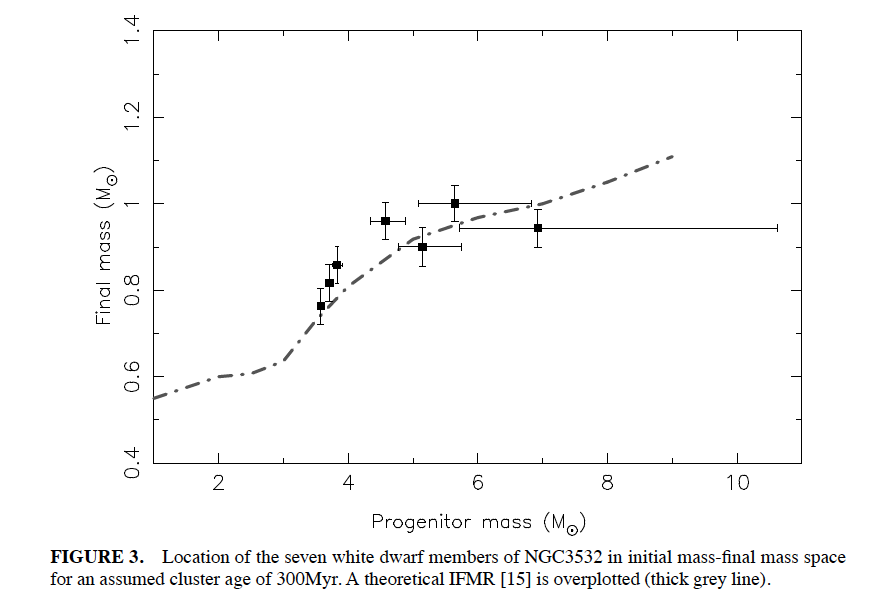 1.4
1.2
1
0.8
0.6
0.4
Final mass (M⊙)
2 4 6 8 10
Progenitor mass (M⊙)
FIGURE 3. Location of the seven white dwarf members of NGC3532 in initial mass-final mass space
for an assumed cluster age of 300Myr. A theoretical IFMR [15] is overplotted (thick grey line).